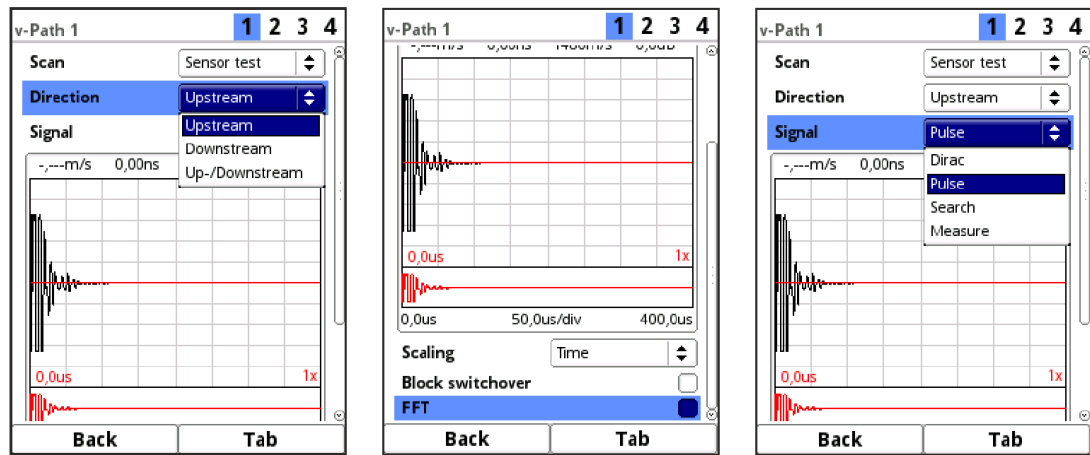 v-Path 1 1 2 3 4
Scan Sensor test
Direction Upstream
Signal Upstream
Downstream
Up-/Downstream
-,---m/s 0,00ns
0,0us 1x
Back Tab
v-Path 1 1 2 3 4
-,---m/s 0,00ns 1480m/s 0,0dB
0,0us 1x
0,0us 50,0us/div 400,0us
Scaling Time
Block switchover
FFT
Back Tab
v-Path 1 1 2 3 4
Scan Sensor test
Direction Upstream
Signal Pulse
Dirac
Pulse
Search
Measure
-,---m/s 0,00ns
0,0us 1x
Back Tab